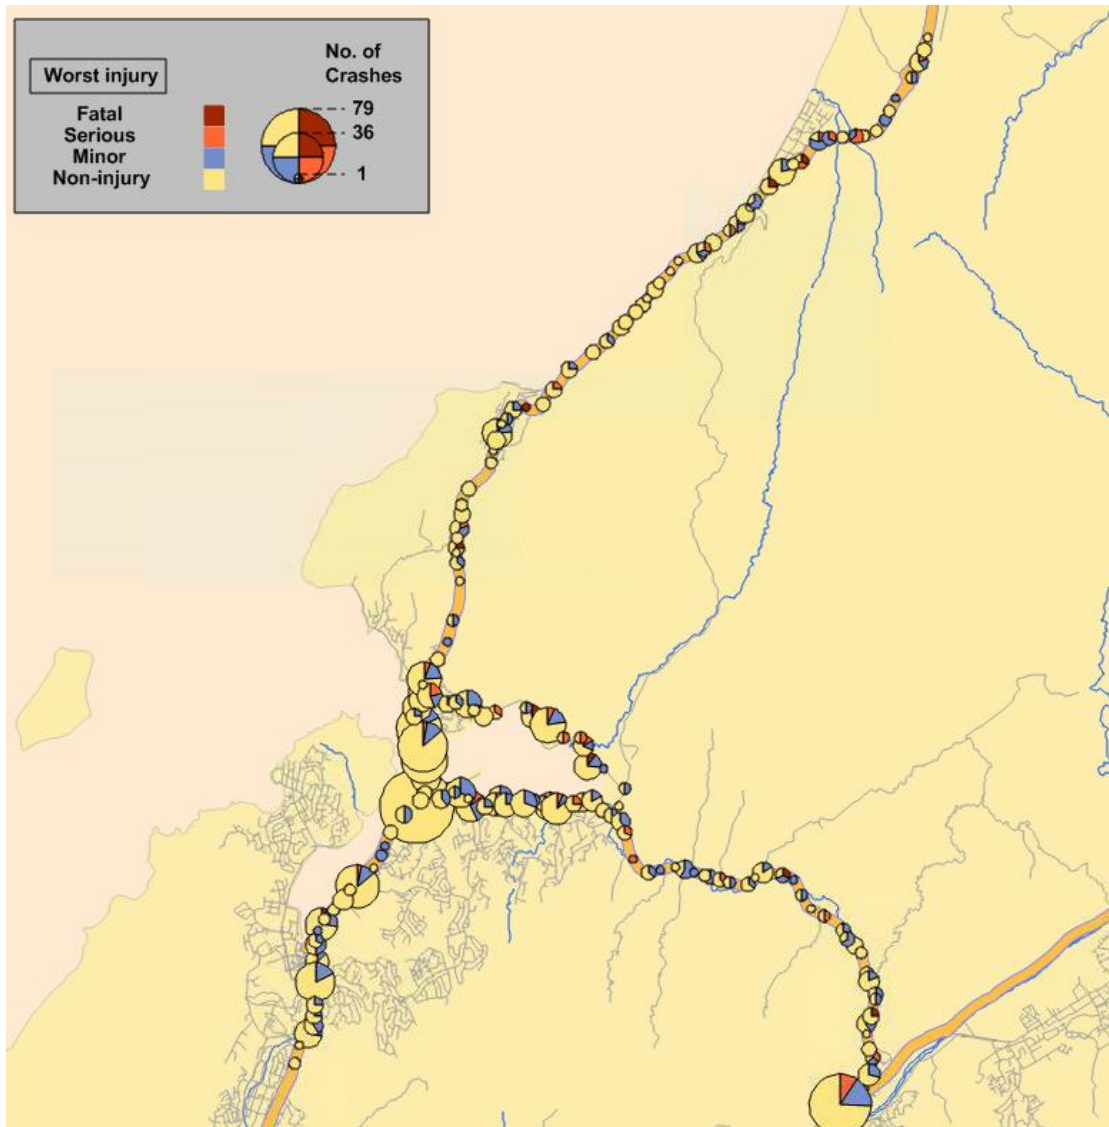 No. of
Crashes
Worst injury
Fatal
Serious
Minor
Non-injury
79
36
1